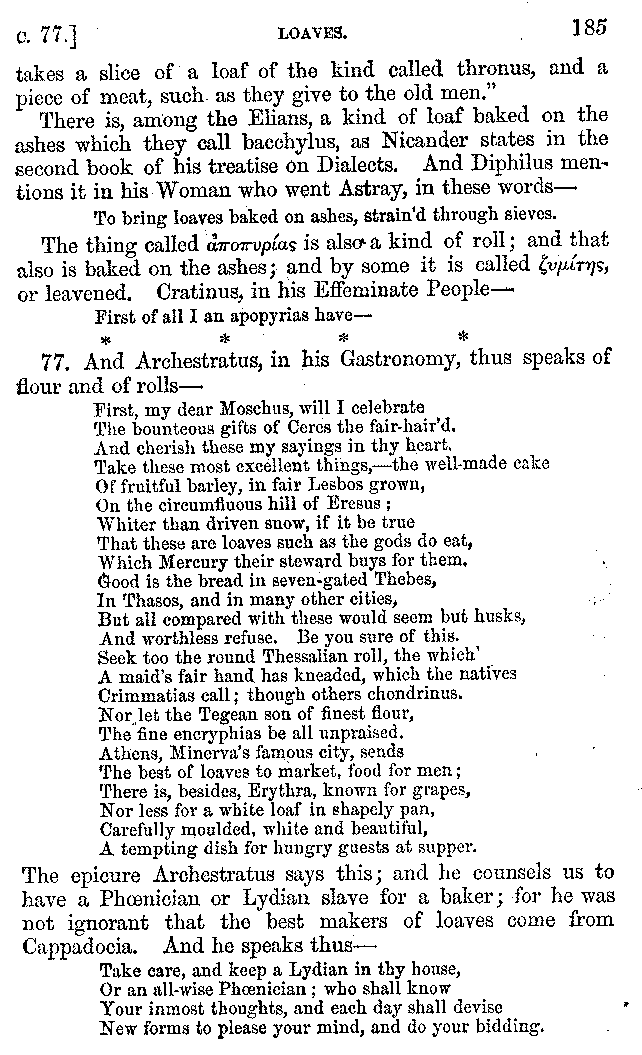 c. 77.] LOAVES. 185
takes a slice of a loaf of the kind called thronus, and a
piece of meat, such as they give to the old men."
There is, among the Elians, a kind of loaf baked on the
ashes which they call bacchylus, as Nicander states in the
second book of his treatise on Dialects. And Diphilus men-
tions it in his Woman who went Astray, in these words—
To bring loaves baked on ashes, strain'd through sieves.
The thing called ἀποπυρίας is also a kind of roll; and that
also is baked on the ashes; and by some it is called ζυμίτης,
or leavened. Cratinus, in his Effeminate People—
First of all I an apopyrias have—
* * * *
77. And Archestratus, in his Gastronomy, thus speaks of
flour and of rolls—
First, my dear Moschus, will I celebrate
The bounteous gifts of Ceres the fair-hair'd.
And cherish these my sayings in thy heart.
Take these most excellent things,—the well-made cake
Of fruitful barley, in fair Lesbos grown,
On the circumfluous hill of Eresus;
Whiter than driven snow, if it be true
That these are loaves such as the gods do eat,
Which Mercury their steward buys for them.
Good is the bread in seven-gated Thebes,
In Thasos, and in many other cities,
But all compared with these would seem but husks,
And worthless refuse. Be you sure of this.
Seek too the round Thessalian roll, the which
A maid's fair hand has kneaded, which the natives
Crimmatias call; though others chondrinus.
Nor let the Tegean son of finest flour,
The fine encryphias be all unpraised.
Athens, Minerva's famous city, sends
The best of loaves to market, food for men;
There is, besides, Erythra, known for grapes,
Nor less for a white loaf in shapely pan,
Carefully moulded, white and beautiful,
A tempting dish for hungry guests at supper.
The epicure Archestratus says this; and he counsels us to
have a Phœnician or Lydian slave for a baker; for he was
not ignorant that the best makers of loaves come from
Cappadocia. And he speaks thus—
Take care, and keep a Lydian in thy house,
Or an all-wise Phœnician; who shall know
Your inmost thoughts, and each day shall devise
New forms to please your mind, and do your bidding.